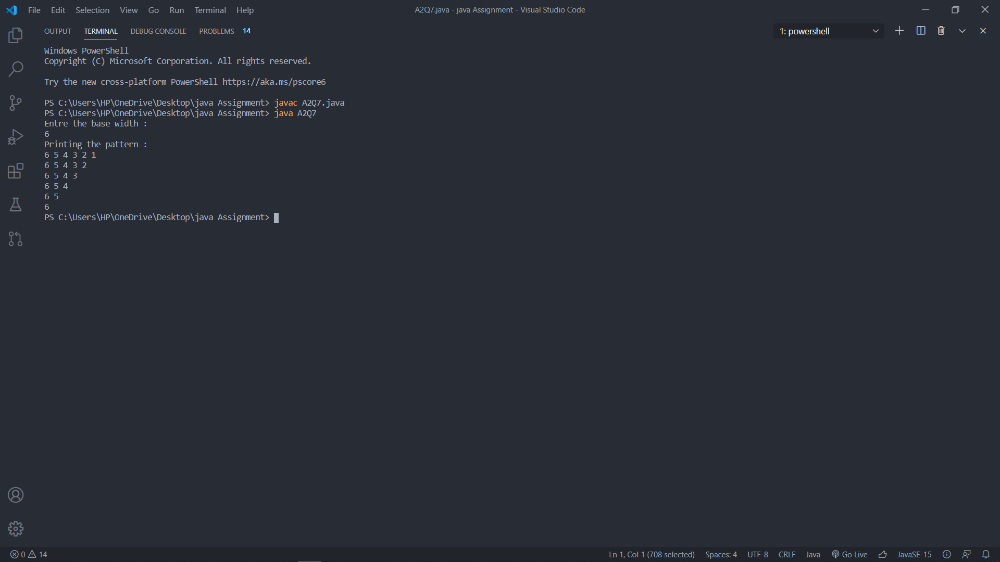 File Edit Selection View Go Run Terminal Help
A2Q7.java - java Assignment - Visual Studio Code
OUTPUT TERMINAL DEBUG CONSOLE PROBLEMS 14
1: powershell
Windows PowerShell
Copyright (C) Microsoft Corporation. All rights reserved.
Try the new cross-platform PowerShell https://aka.ms/pscore6
PS C:\Users\HP\OneDrive\Desktop\java Assignment> javac A2Q7.java
PS C:\Users\HP\OneDrive\Desktop\java Assignment> java A2Q7
Entre the base width :
6
Printing the pattern :
6 5 4 3 2 1
6 5 4 3 2
6 5 4 3
6 5 4
6 5
6
PS C:\Users\HP\OneDrive\Desktop\java Assignment>
0 14
Ln 1, Col 1 (708 selected) Spaces: 4 UTF-8 CRLF Java Go Live JavaSE-15